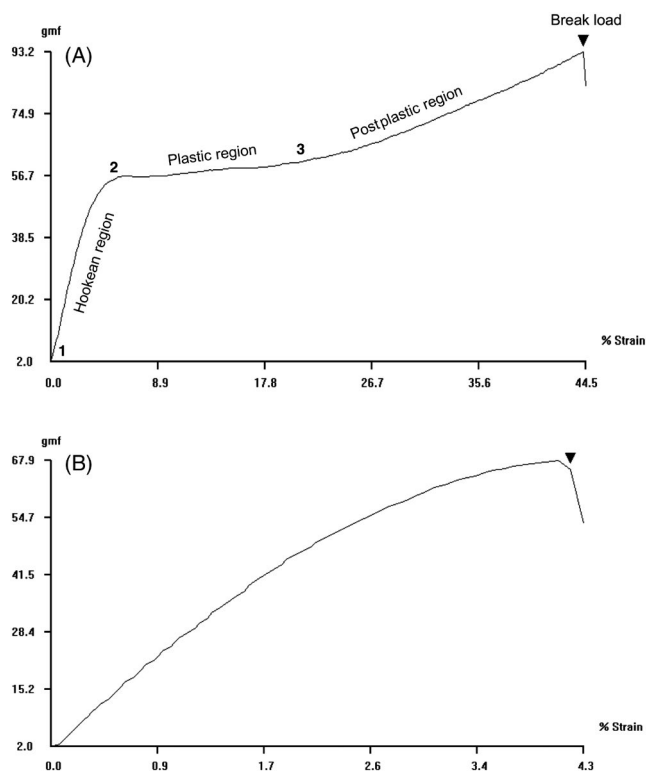 Break load
gmf
93.2
(A)
74.9
Postplastic region
Plastic region
3
2
56.7
Hookean region
38.5
20.2
% Strain
1
2.0
0.0 8.9 17.8 26.7 35.6 44.5
gmf
67.9
(B)
54.7
41.5
28.4
15.2
% Strain
2.0
0.0 0.9 1.7 2.6 3.4 4.3